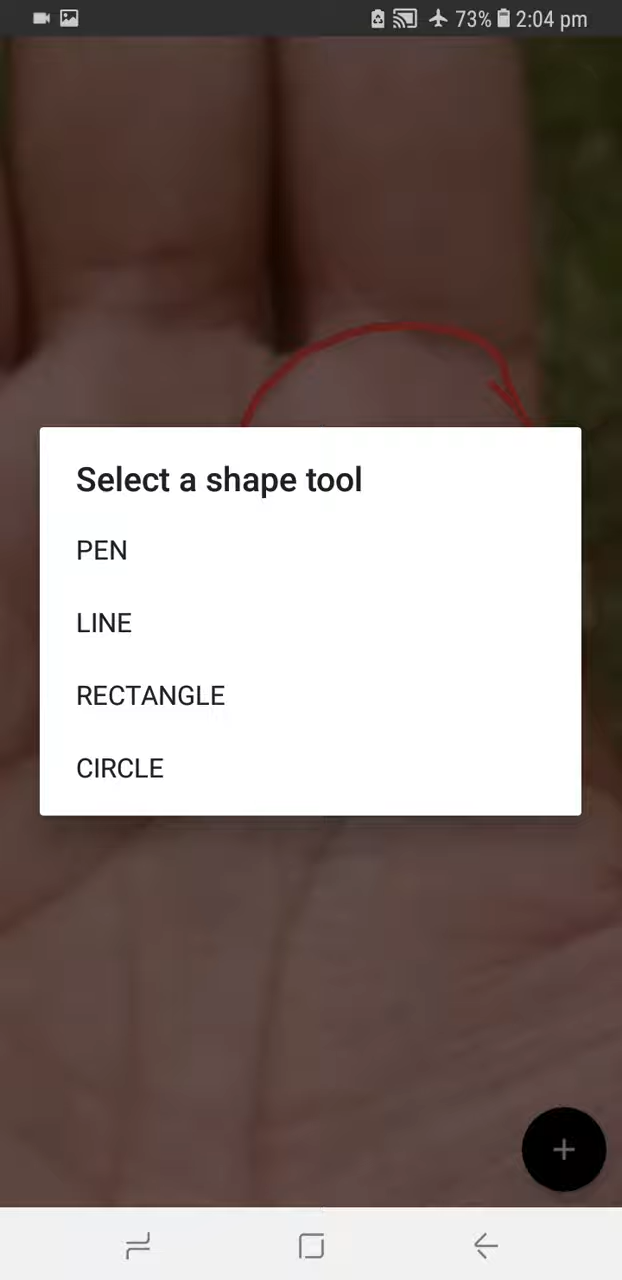 73% 2:04 pm
Select a shape tool
PEN
LINE
RECTANGLE
CIRCLE